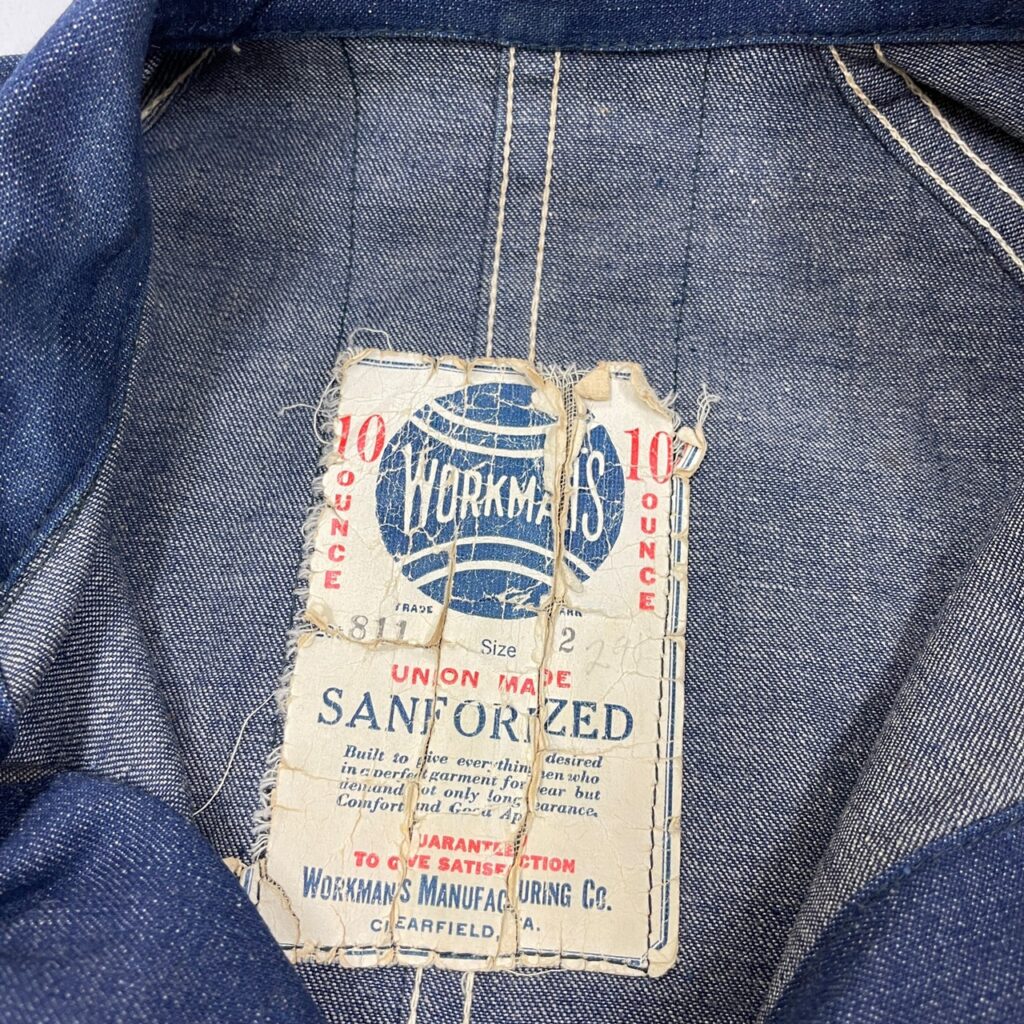 10
OUNCE
WORKMAN'S
10
OUNCE
TRADE MARK
811
Size 2
UNION MADE
SANFORIZED
Built to give everything desired
in a perfect garment for men who
demand not only long wear but
Comfort and Good Appearance.
GUARANTEED
TO GIVE SATISFACTION
WORKMAN'S MANUFACTURING CO.
CLEARFIELD, PA.